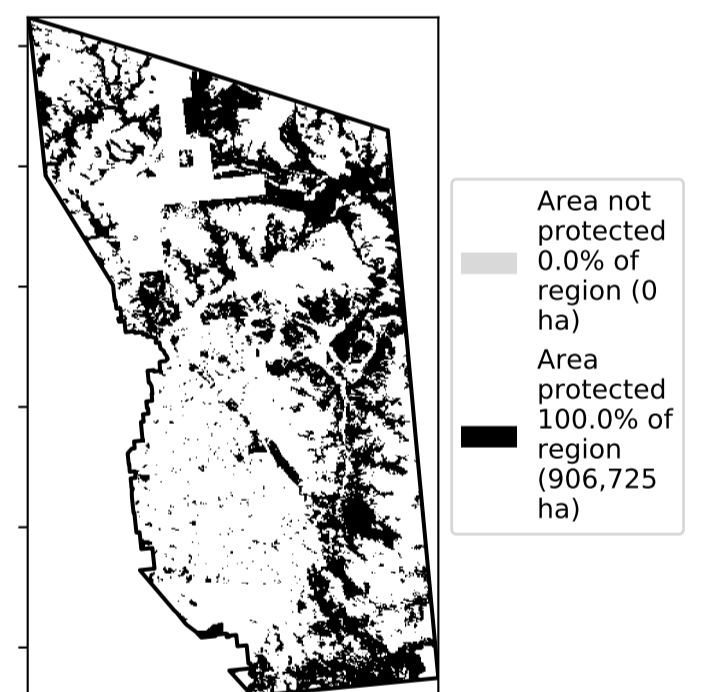 Area not
protected
0.0% of
region (0
ha)
Area
protected
100.0% of
region
(906,725
ha)